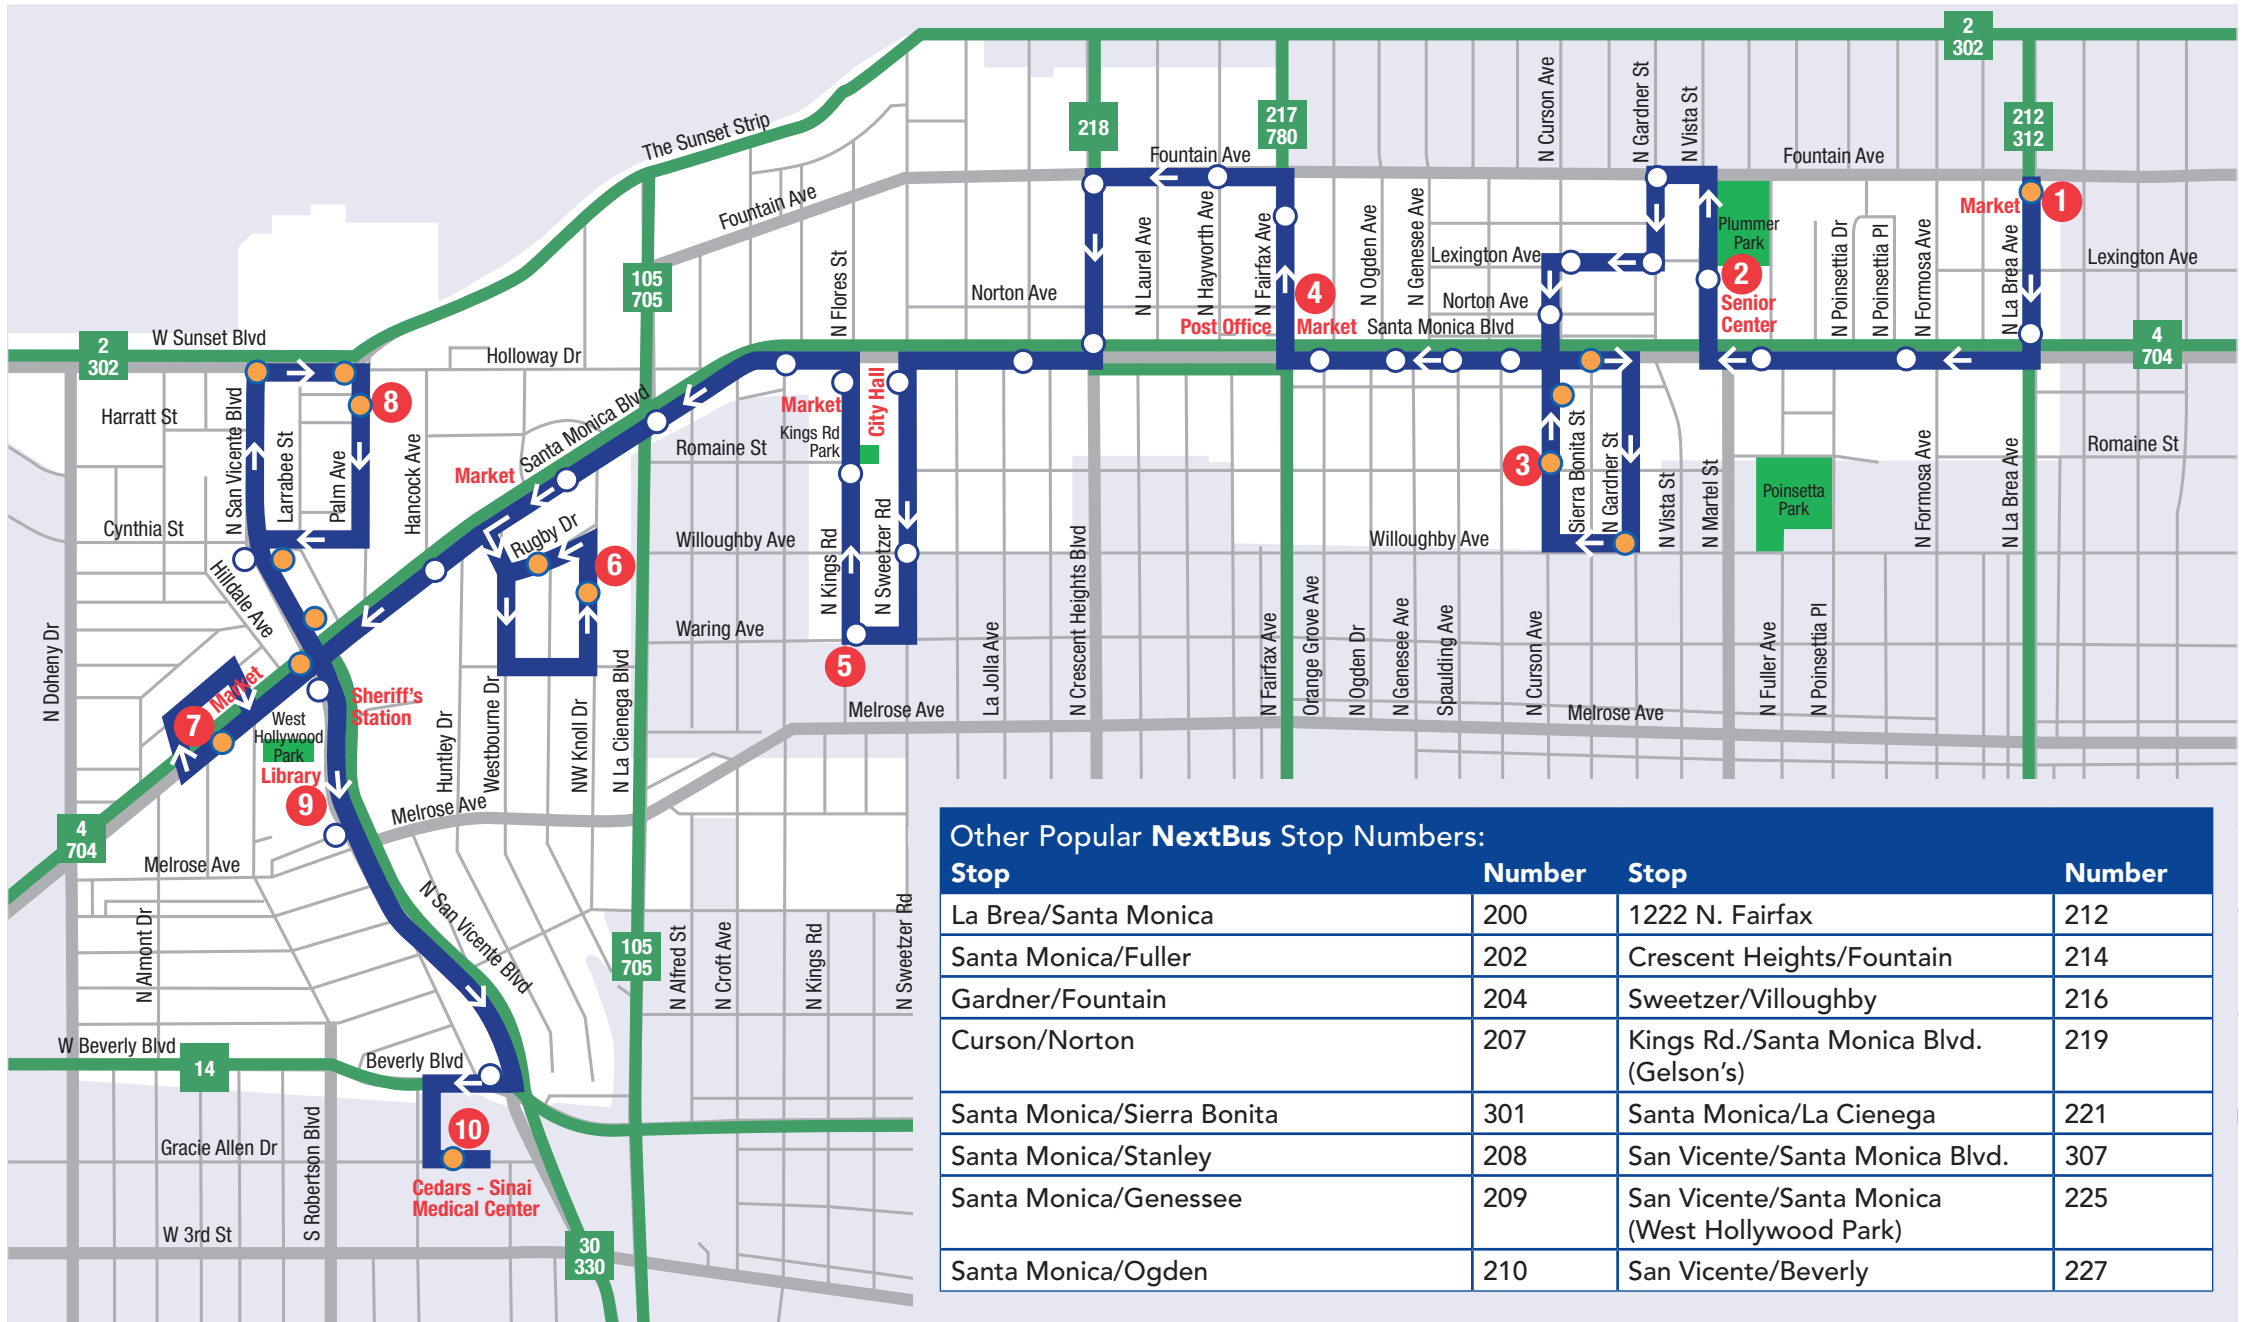 2
302
212
312
217
780
218
The Sunset Strip
Fountain Ave
Fountain Ave
Fountain Ave
N Curson Ave
N Gardner St
N Vista St
Market
1
Plummer
Park
2
Senior
Center
Lexington Ave
Lexington Ave
N Laurel Ave
N Hayworth Ave
N Fairfax Ave
N Ogden Ave
N Genesee Ave
N Poinsettia Dr
N Poinsettia Pl
N Formosa Ave
N La Brea Ave
105
705
N Flores St
Norton Ave
Norton Ave
4
Post Office
Market
Santa Monica Blvd
4
704
2
302
W Sunset Blvd
Holloway Dr
Harratt St
N San Vicente Blvd
Larrabee St
Palm Ave
8
Hancock Ave
Cynthia St
Market
Santa Monica Blvd
Market
City Hall
Kings Rd
Park
Romaine St
Romaine St
3
Sierra Bonita St
N Gardner St
N Vista St
N Martel St
Poinsetta
Park
N Formosa Ave
N La Brea Ave
Rugby Dr
6
Willoughby Ave
Willoughby Ave
N Kings Rd
N Sweetzer Rd
Waring Ave
5
N Crescent Heights Blvd
La Jolla Ave
N Fairfax Ave
Orange Grove Ave
N Ogden Dr
N Genesee Ave
Spaulding Ave
N Curson Ave
N Fuller Ave
N Poinsettia Pl
Melrose Ave
Melrose Ave
N Doheny Dr
Hilldale Ave
7
Market
Sheriff's
Station
West
Hollywood
Park
Library
9
Huntley Dr
Westbourne Dr
NW Knoll Dr
N La Cienega Blvd
Melrose Ave
4
704
Melrose Ave
N Almont Dr
N San Vicente Blvd
105
705
N Alfred St
N Croft Ave
N Kings Rd
N Sweetzer Rd
W Beverly Blvd
14
Beverly Blvd
10
Gracie Allen Dr
S Robertson Blvd
Cedars - Sinai
Medical Center
W 3rd St
30
330
Other Popular NextBus Stop Numbers:
Stop Number Stop Number
La Brea/Santa Monica 200 1222 N. Fairfax 212
Santa Monica/Fuller 202 Crescent Heights/Fountain 214
Gardner/Fountain 204 Sweetzer/Villoughby 216
Curson/Norton 207 Kings Rd./Santa Monica Blvd. 219
(Gelson's)
Santa Monica/Sierra Bonita 301 Santa Monica/La Cienega 221
Santa Monica/Stanley 208 San Vicente/Santa Monica Blvd. 307
Santa Monica/Genessee 209 San Vicente/Santa Monica 225
(West Hollywood Park)
Santa Monica/Ogden 210 San Vicente/Beverly 227